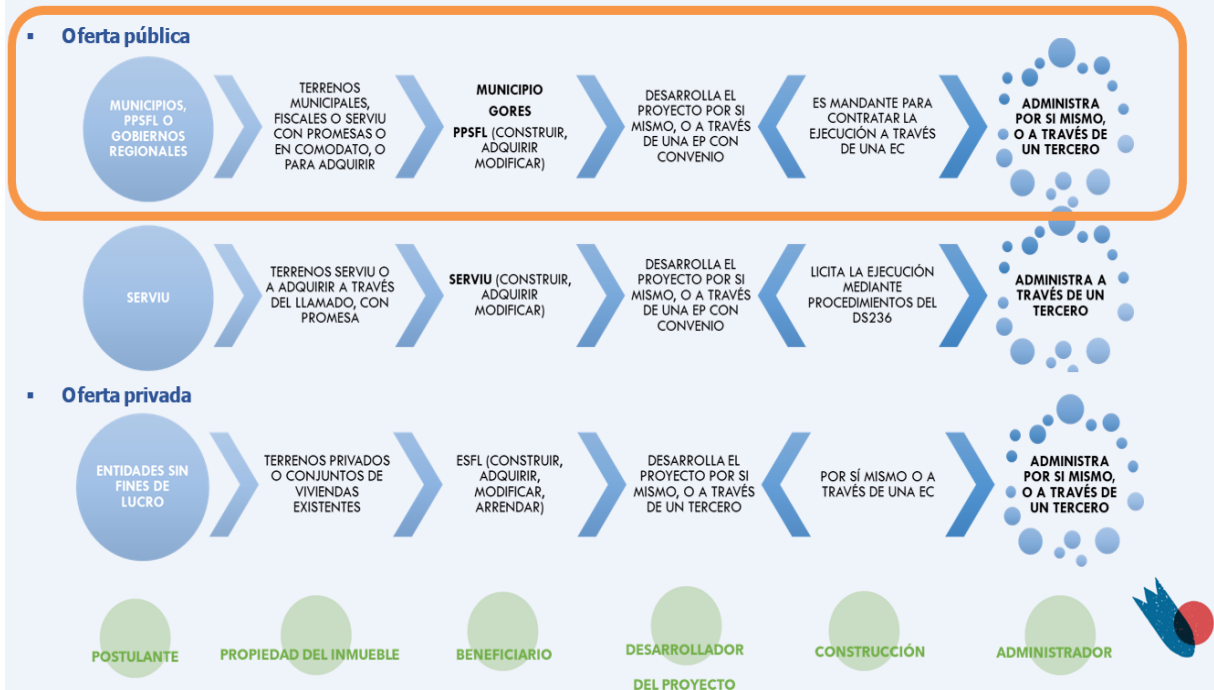 ▪ Oferta pública
MUNICIPIOS,
PPSFL O
GOBIERNOS
REGIONALES
TERRENOS
MUNICIPALES,
FISCALES O SERVIU
CON PROMESAS O
EN COMODATO, O
PARA ADQUIRIR
MUNICIPIO
GORES
PPSFL (CONSTRUIR,
ADQUIRIR
MODIFICAR)
DESARROLLA EL
PROYECTO POR SI
MISMO, O A TRAVÉS
DE UNA EP CON
CONVENIO
ES MANDANTE PARA
CONTRATAR LA
EJECUCIÓN A TRAVÉS
DE UNA EC
ADMINISTRA
POR SI MISMO,
O A TRAVÉS DE
UN TERCERO
SERVIU
TERRENOS SERVIU O
A ADQUIRIR A TRAVÉS
DEL LLAMADO, CON
PROMESA
SERVIU (CONSTRUIR,
ADQUIRIR
MODIFICAR)
DESARROLLA EL
PROYECTO POR SI
MISMO, O A TRAVÉS
DE UNA EP CON
CONVENIO
LICITA LA EJECUCIÓN
MEDIANTE
PROCEDIMIENTOS DEL
DS236
ADMINISTRA A
TRAVÉS DE UN
TERCERO
▪ Oferta privada
ENTIDADES SIN
FINES DE
LUCRO
TERRENOS PRIVADOS
O CONJUNTOS DE
VIVIENDAS
EXISTENTES
ESFL (CONSTRUIR,
ADQUIRIR,
MODIFICAR,
ARRENDAR)
DESARROLLA EL
PROYECTO POR SI
MISMO, O A TRAVÉS
DE UN TERCERO
POR SÍ MISMO O A
TRAVÉS DE UNA EC
ADMINISTRA
POR SI MISMO,
O A TRAVÉS DE
UN TERCERO
POSTULANTE
PROPIEDAD DEL INMUEBLE
BENEFICIARIO
DESARROLLADOR
DEL PROYECTO
CONSTRUCCIÓN
ADMINISTRADOR